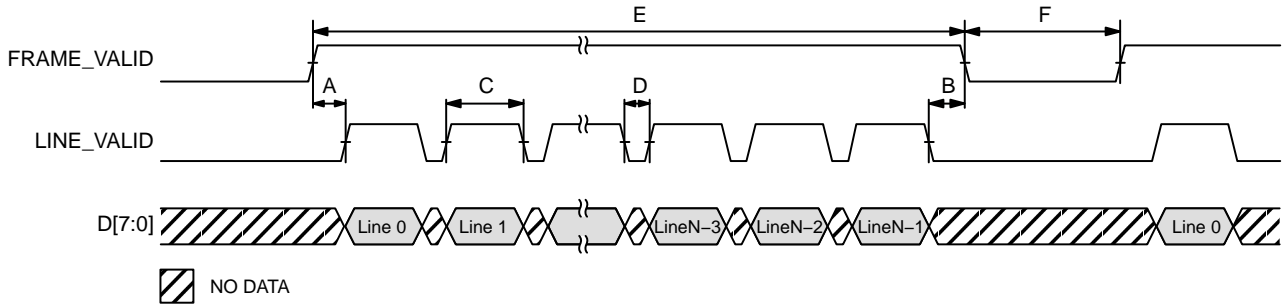 E F
FRAME_VALID
A C D B
LINE_VALID
D[7:0] Line 0 Line 1 LineN−3 LineN−2 LineN−1 Line 0
NO DATA